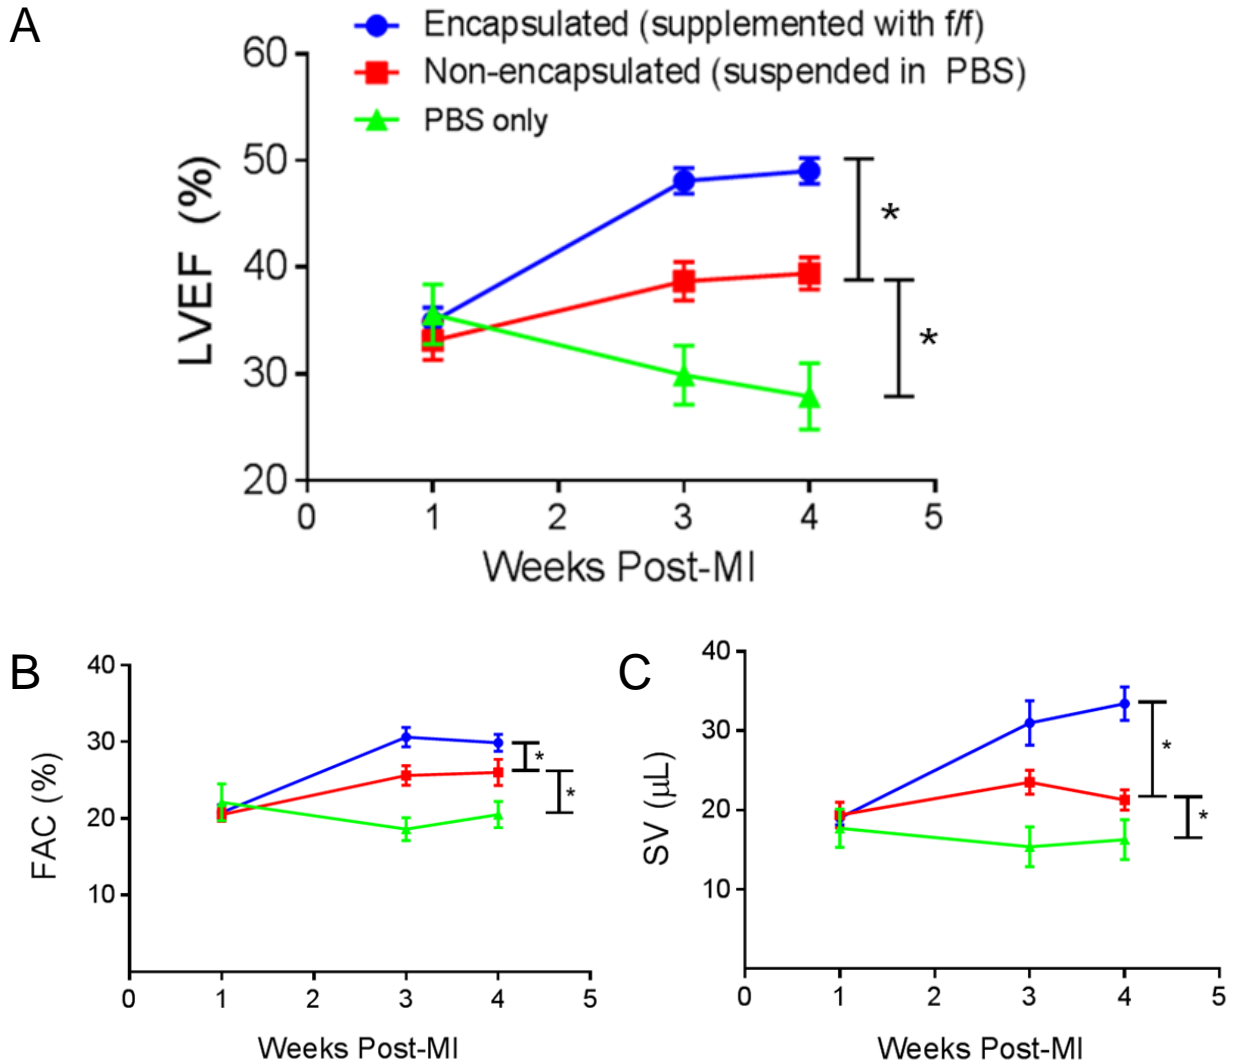 A
Encapsulated (supplemented with f/f)
Non-encapsulated (suspended in PBS)
PBS only
LVEF (%)
60
50
40
30
20
*
*
0 1 2 3 4 5
Weeks Post-MI
B
FAC (%)
40
30
20
10
*
*
0 1 2 3 4 5
Weeks Post-MI
C
SV (μL)
40
30
20
10
*
*
0 1 2 3 4 5
Weeks Post-MI